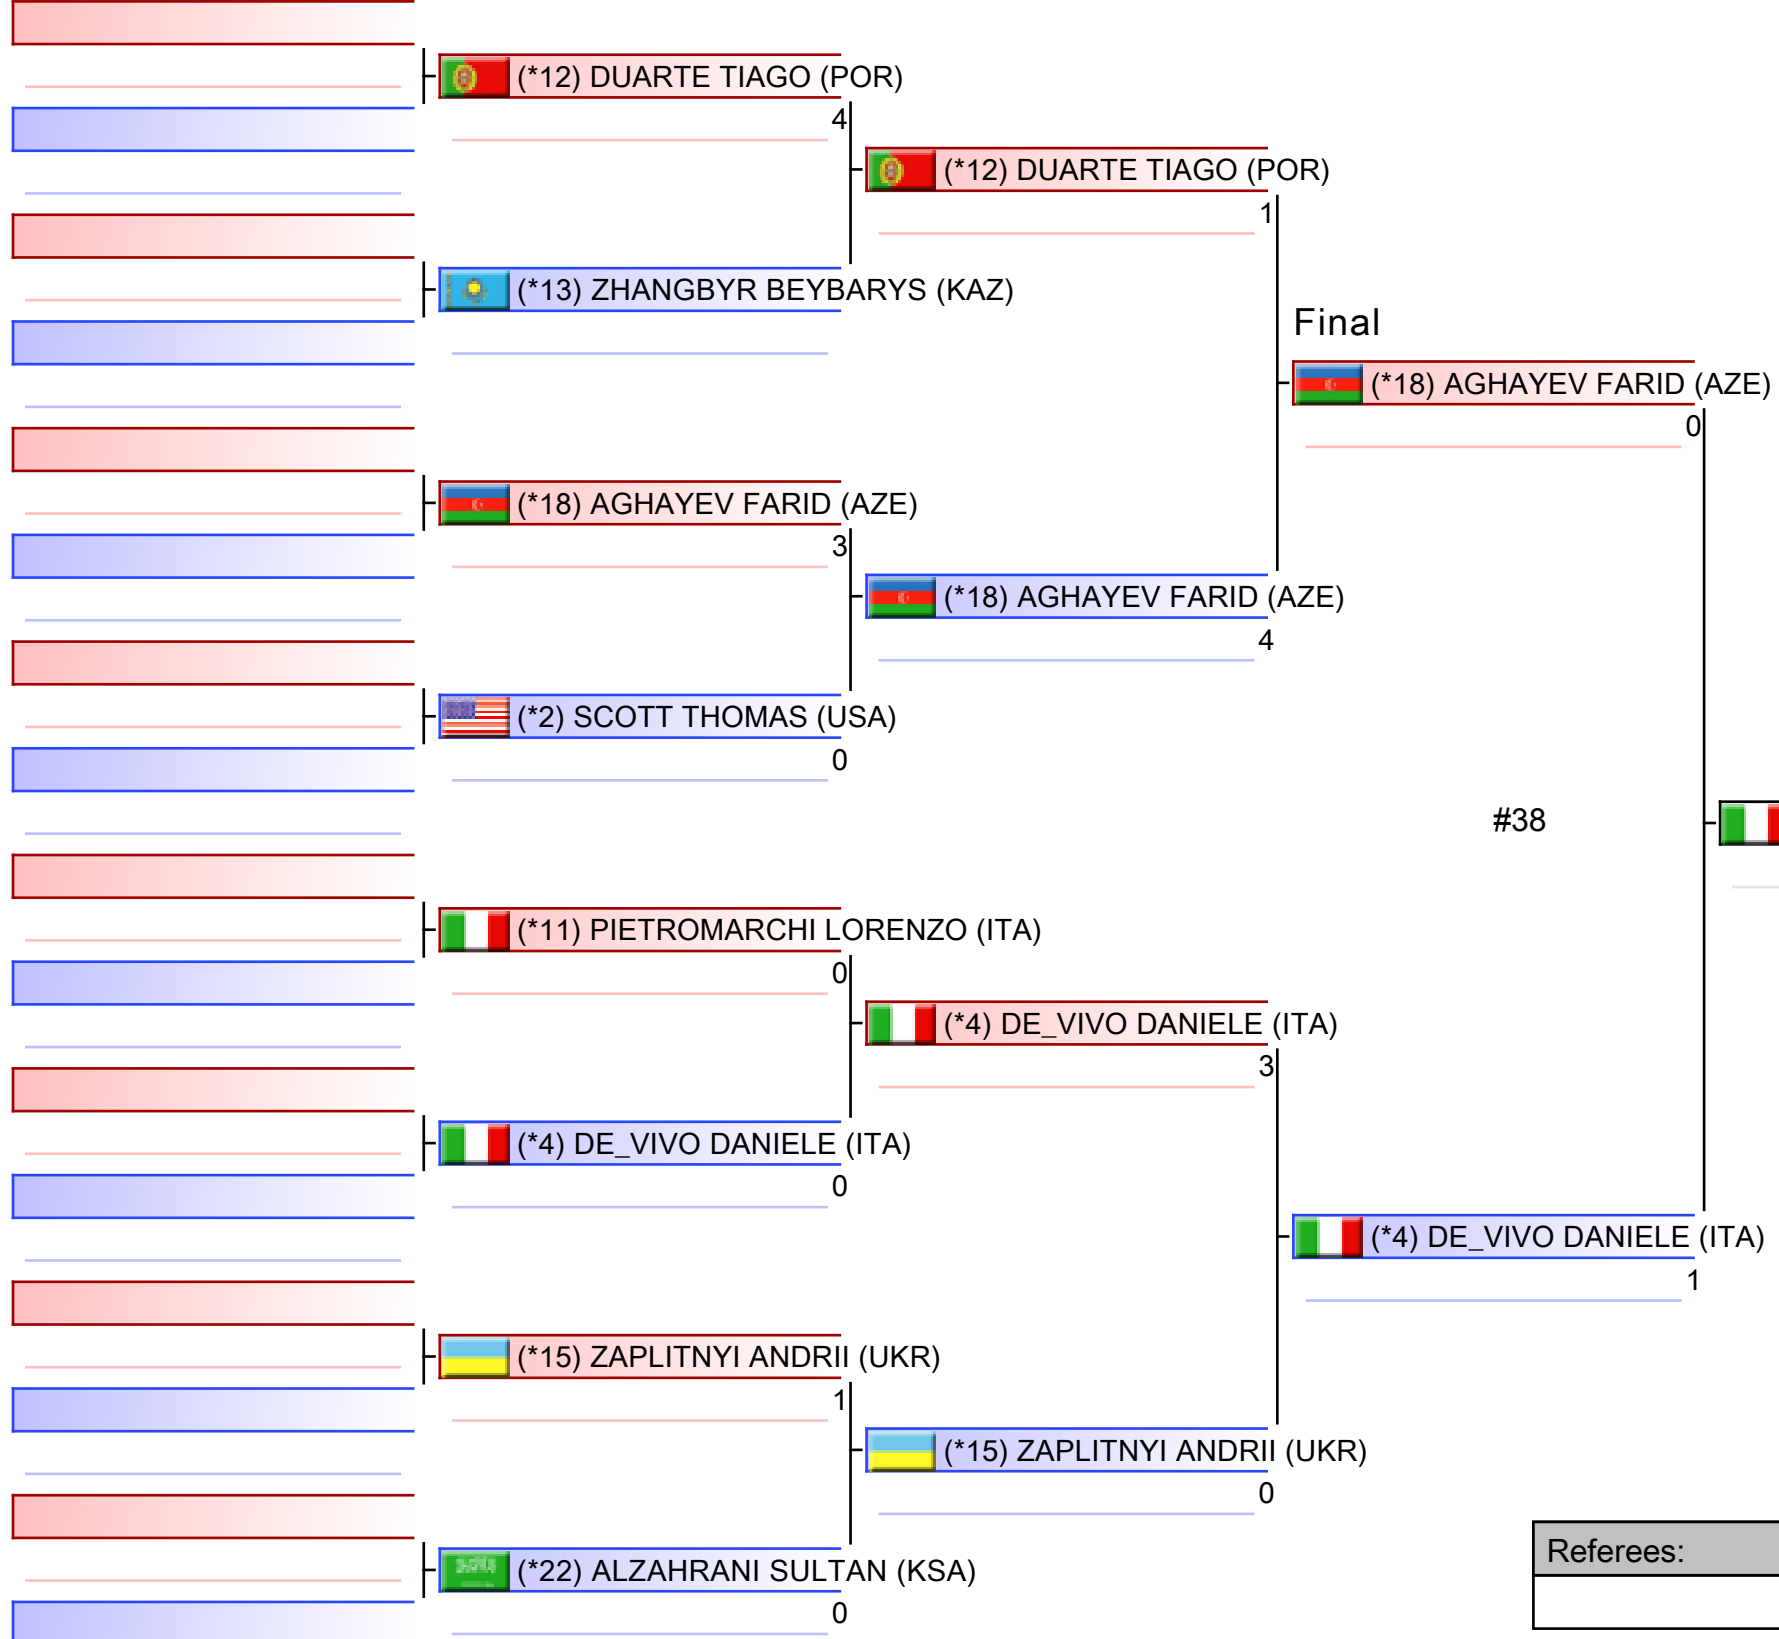 (*12) DUARTE TIAGO (POR)
4
(*12) DUARTE TIAGO (POR)
1
(*13) ZHANGBYR BEYBARYS (KAZ)
Final
(*18) AGHAYEV FARID (AZE)
0
(*18) AGHAYEV FARID (AZE)
3
(*18) AGHAYEV FARID (AZE)
4
(*2) SCOTT THOMAS (USA)
0
#38
(*11) PIETROMARCHI LORENZO (ITA)
0
(*4) DE_VIVO DANIELE (ITA)
3
(*4) DE_VIVO DANIELE (ITA)
0
(*4) DE_VIVO DANIELE (ITA)
1
(*15) ZAPLITNYI ANDRII (UKR)
1
(*15) ZAPLITNYI ANDRII (UKR)
0
Referees:
(*22) ALZAHRANI SULTAN (KSA)
0